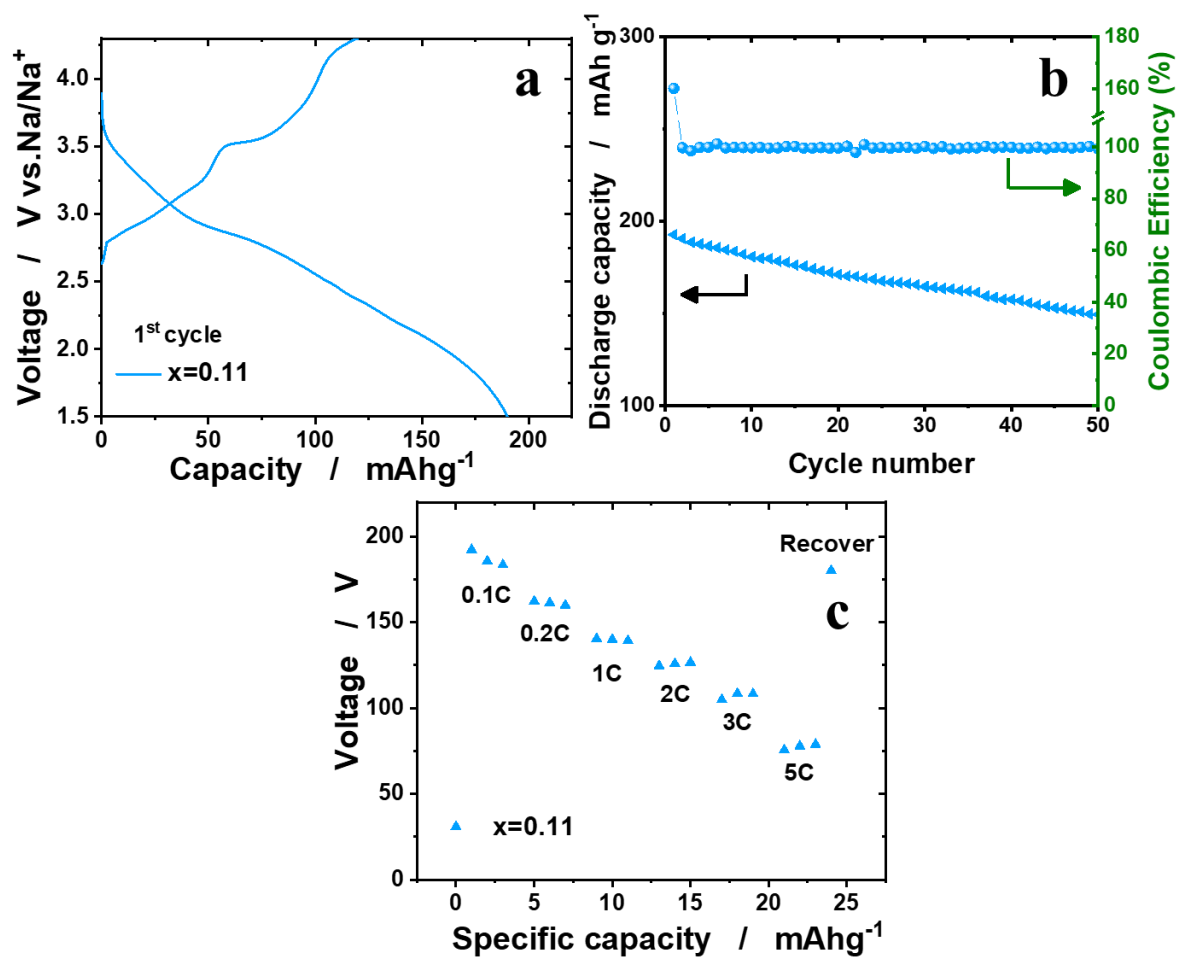 a
Voltage / V vs.Na/Na⁺
4.0
3.5
3.0
2.5
2.0
1.5
1ˢᵗ cycle
x=0.11
0 50 100 150 200
Capacity / mAhg⁻¹
b
Discharge capacity / mAh g⁻¹
300
200
100
180
160
100
80
60
40
20
0
Coulombic Efficiency (%)
0 10 20 30 40 50
Cycle number
c
Voltage / V
200
150
100
50
0
Recover
0.1C
0.2C
1C
2C
3C
5C
x=0.11
0 5 10 15 20 25
Specific capacity / mAhg⁻¹